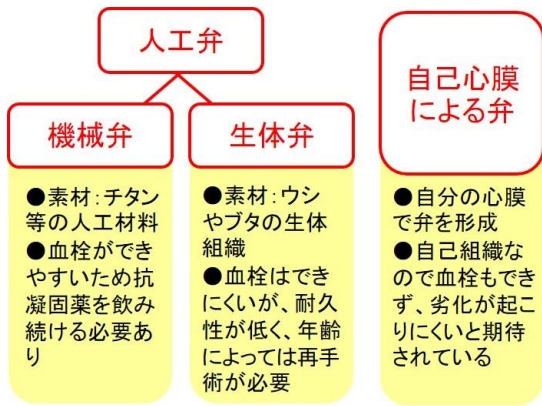 人工弁
機械弁
●素材：チタン
等の人工材料
●血栓ができ
やすいため抗
凝固薬を飲み
続ける必要あ
り
生体弁
●素材：ウシ
やブタの生体
組織
●血栓はでき
にくいが、耐久
性が低く、年齢
によっては再手
術が必要
自己心膜
による弁
●自分の心膜
で弁を形成
●自己組織な
ので血栓もでき
ず、劣化が起こ
りにくいと期待
されている